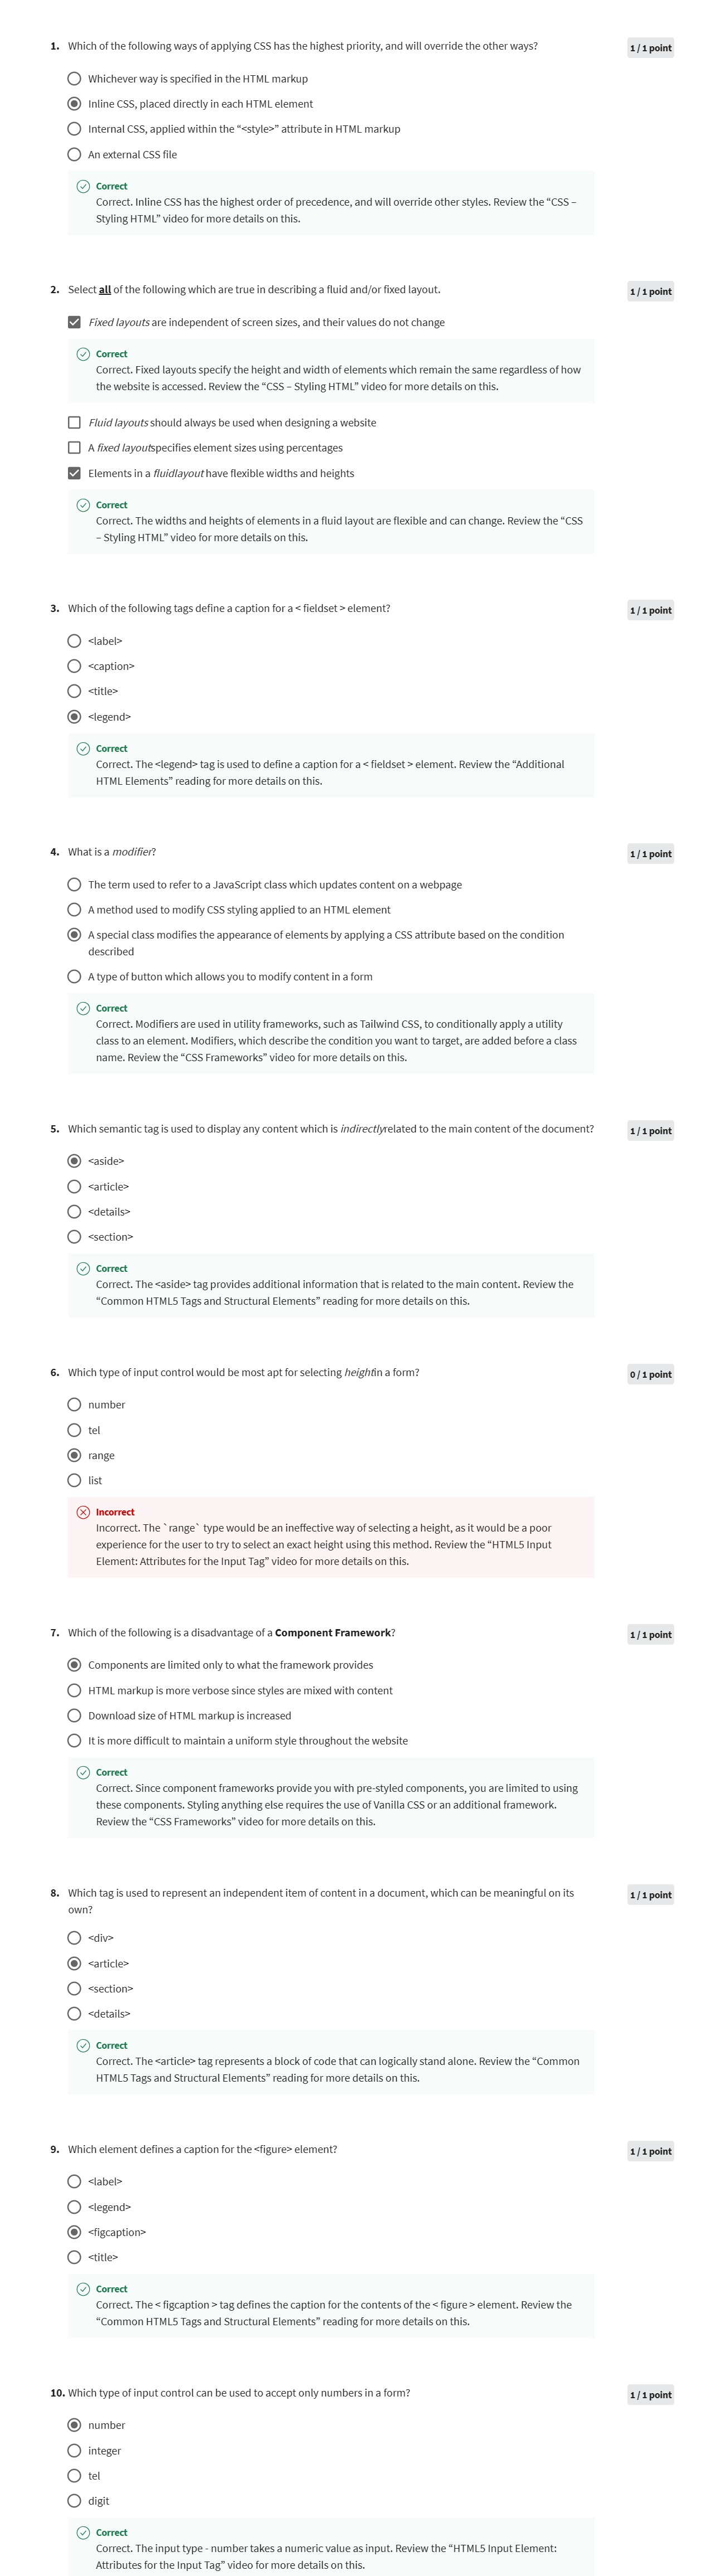 1. Which of the following ways of applying CSS has the highest priority, and will override the other ways?
1 / 1 point
Whichever way is specified in the HTML markup
Inline CSS, placed directly in each HTML element
Internal CSS, applied within the “<style>” attribute in HTML markup
An external CSS file
Correct
Correct. Inline CSS has the highest order of precedence, and will override other styles. Review the “CSS –
Styling HTML” video for more details on this.
2. Select all of the following which are true in describing a fluid and/or fixed layout.
1 / 1 point
Fixed layouts are independent of screen sizes, and their values do not change
Correct
Correct. Fixed layouts specify the height and width of elements which remain the same regardless of how
the website is accessed. Review the “CSS – Styling HTML” video for more details on this.
Fluid layouts should always be used when designing a website
A fixed layoutspecifies element sizes using percentages
Elements in a fluidlayout have flexible widths and heights
Correct
Correct. The widths and heights of elements in a fluid layout are flexible and can change. Review the “CSS
– Styling HTML” video for more details on this.
3. Which of the following tags define a caption for a < fieldset > element?
1 / 1 point
<label>
<caption>
<title>
<legend>
Correct
Correct. The <legend> tag is used to define a caption for a < fieldset > element. Review the “Additional
HTML Elements” reading for more details on this.
4. What is a modifier?
1 / 1 point
The term used to refer to a JavaScript class which updates content on a webpage
A method used to modify CSS styling applied to an HTML element
A special class modifies the appearance of elements by applying a CSS attribute based on the condition
described
A type of button which allows you to modify content in a form
Correct
Correct. Modifiers are used in utility frameworks, such as Tailwind CSS, to conditionally apply a utility
class to an element. Modifiers, which describe the condition you want to target, are added before a class
name. Review the “CSS Frameworks” video for more details on this.
5. Which semantic tag is used to display any content which is indirectlyrelated to the main content of the document?
1 / 1 point
<aside>
<article>
<details>
<section>
Correct
Correct. The <aside> tag provides additional information that is related to the main content. Review the
“Common HTML5 Tags and Structural Elements” reading for more details on this.
6. Which type of input control would be most apt for selecting heightin a form?
0 / 1 point
number
tel
range
list
Incorrect
Incorrect. The `range` type would be an ineffective way of selecting a height, as it would be a poor
experience for the user to try to select an exact height using this method. Review the “HTML5 Input
Element: Attributes for the Input Tag” video for more details on this.
7. Which of the following is a disadvantage of a Component Framework?
1 / 1 point
Components are limited only to what the framework provides
HTML markup is more verbose since styles are mixed with content
Download size of HTML markup is increased
It is more difficult to maintain a uniform style throughout the website
Correct
Correct. Since component frameworks provide you with pre-styled components, you are limited to using
these components. Styling anything else requires the use of Vanilla CSS or an additional framework.
Review the “CSS Frameworks” video for more details on this.
8. Which tag is used to represent an independent item of content in a document, which can be meaningful on its
own?
1 / 1 point
<div>
<article>
<section>
<details>
Correct
Correct. The <article> tag represents a block of code that can logically stand alone. Review the “Common
HTML5 Tags and Structural Elements” reading for more details on this.
9. Which element defines a caption for the <figure> element?
1 / 1 point
<label>
<legend>
<figcaption>
<title>
Correct
Correct. The < figcaption > tag defines the caption for the contents of the < figure > element. Review the
“Common HTML5 Tags and Structural Elements” reading for more details on this.
10. Which type of input control can be used to accept only numbers in a form?
1 / 1 point
number
integer
tel
digit
Correct
Correct. The input type - number takes a numeric value as input. Review the “HTML5 Input Element:
Attributes for the Input Tag” video for more details on this.